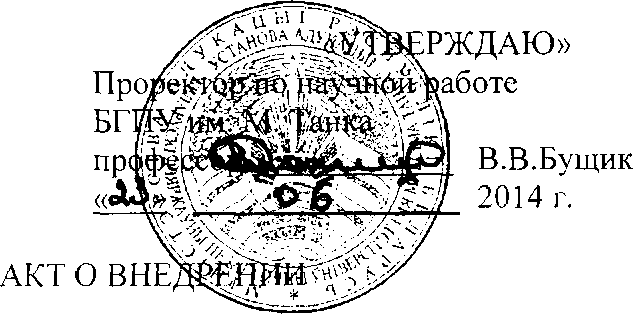 «УТВЕРЖДАЮ»
Проректор по научной работе
БГПУ им. М. Танка
профессор В.В.Бущик
«23» 06 2014 г.
АКТ О ВНЕДРЕНИИ